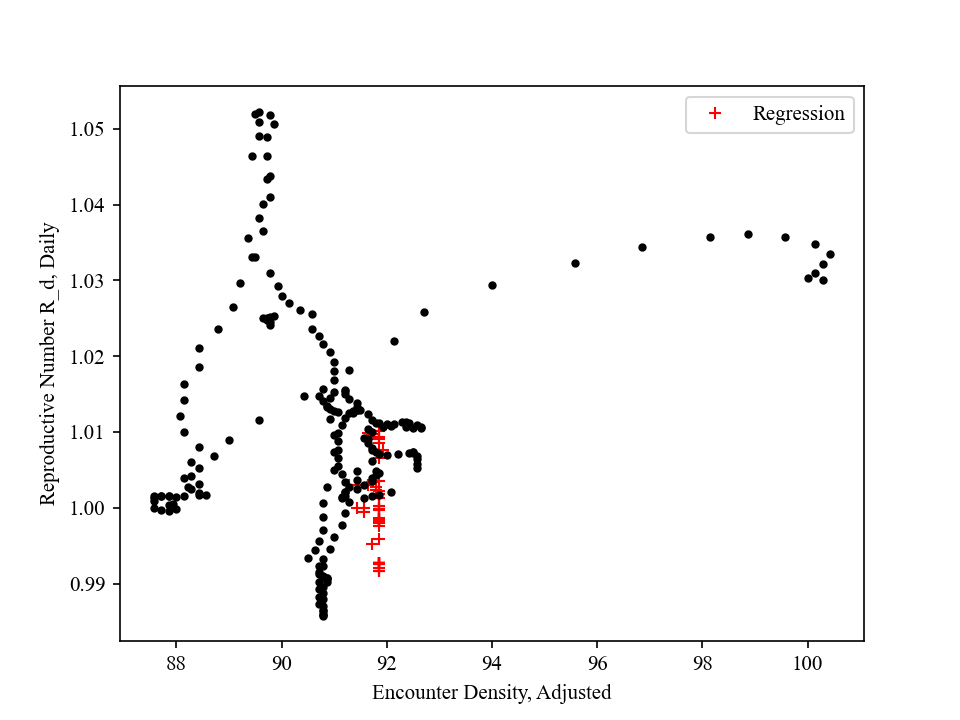 Regression
1.05
1.04
1.03
1.02
1.01
1.00
0.99
Reproductive Number R_d, Daily
88 90 92 94 96 98 100
Encounter Density, Adjusted